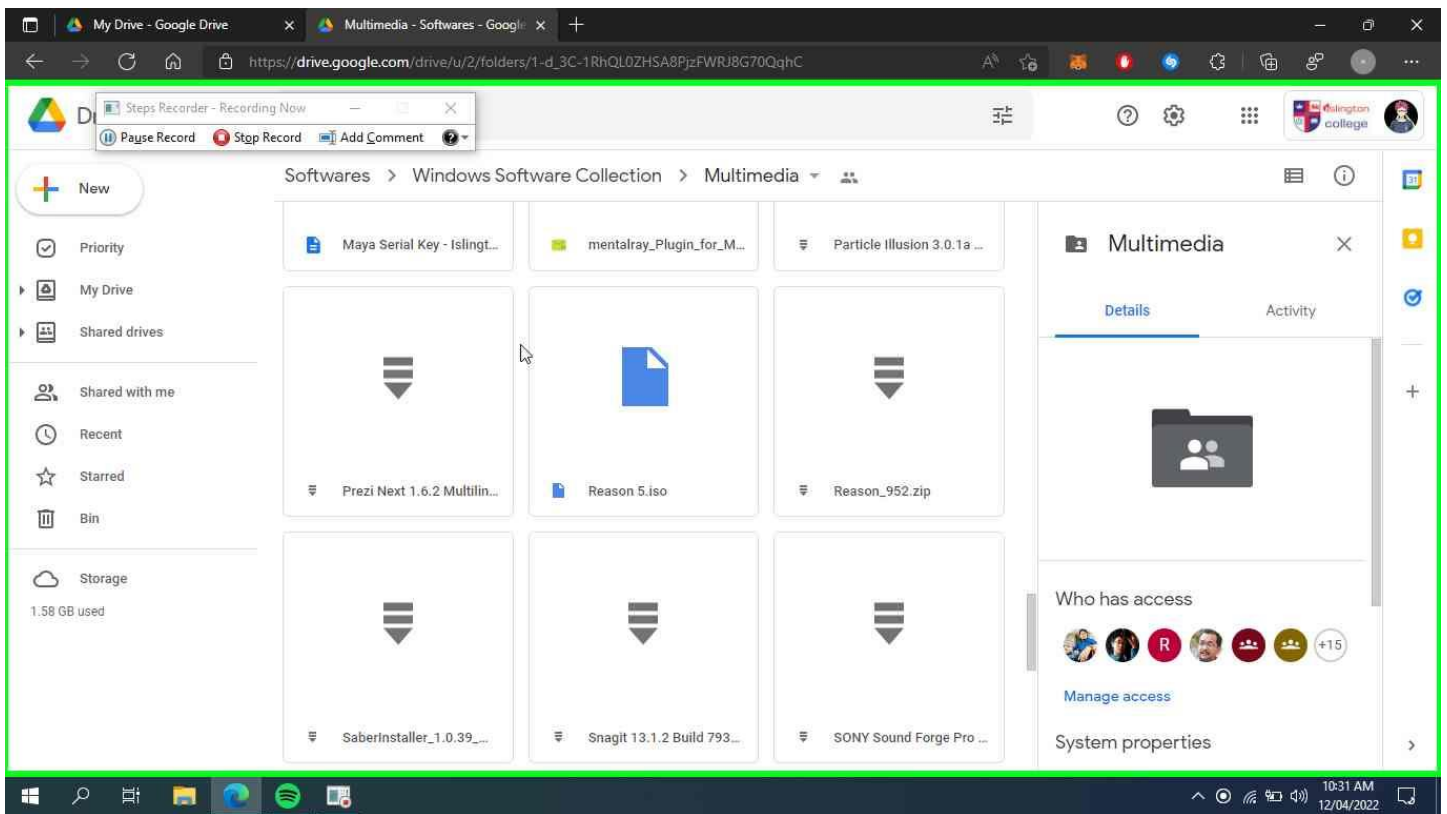 My Drive - Google Drive
Multimedia - Softwares - Google
https://drive.google.com/drive/u/2/folders/1-d_3C-1RhQL0ZHSA8PjzFWRJ8G70QqhC
Steps Recorder - Recording Now
Pause Record Stop Record Add Comment
islington college
New
Softwares > Windows Software Collection > Multimedia
Priority
My Drive
Shared drives
Shared with me
Recent
Starred
Bin
Storage
1.58 GB used
Maya Serial Key - Islingt...
mentalray_Plugin_for_M...
Particle Illusion 3.0.1a ...
Prezi Next 1.6.2 Multilin...
Reason 5.iso
Reason_952.zip
SaberInstaller_1.0.39_...
Snagit 13.1.2 Build 793...
SONY Sound Forge Pro ...
Multimedia
Details
Activity
Who has access
R
+15
Manage access
System properties
31
10:31 AM
12/04/2022